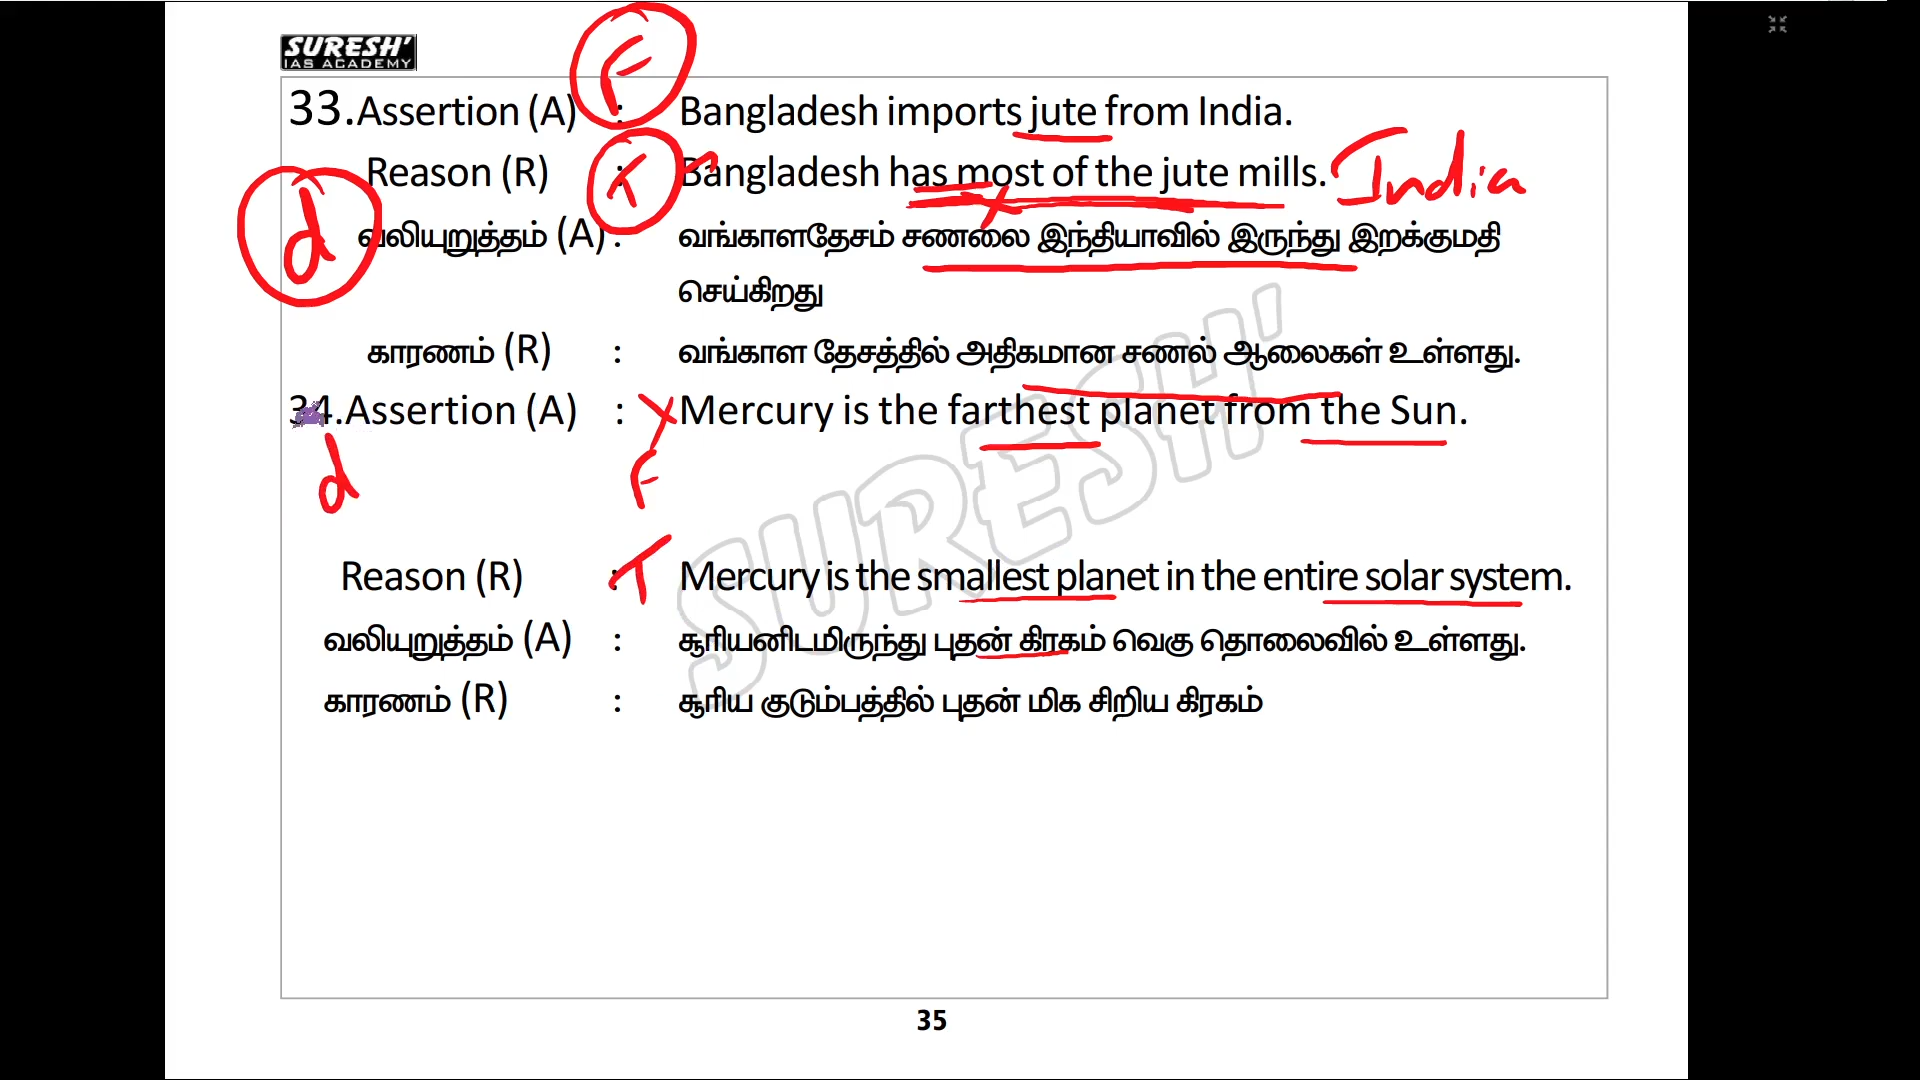 SURESH'
IAS ACADEMY
F
33.Assertion (A) : Bangladesh imports jute from India.
Reason (R) : T Bangladesh has most of the jute mills. India
d
வலியுறுத்தம் (A) : வங்காளதேசம் சணலை இந்தியாவில் இருந்து இறக்குமதி
செய்கிறது
காரணம் (R) : வங்காள தேசத்தில் அதிகமான சணல் ஆலைகள் உள்ளது.
34.Assertion (A) : Mercury is the farthest planet from the Sun.
d F
Reason (R) : T Mercury is the smallest planet in the entire solar system.
வலியுறுத்தம் (A) : சூரியனிடமிருந்து புதன் கிரகம் வெகு தொலைவில் உள்ளது.
காரணம் (R) : சூரிய குடும்பத்தில் புதன் மிக சிறிய கிரகம்
SURESH'
35